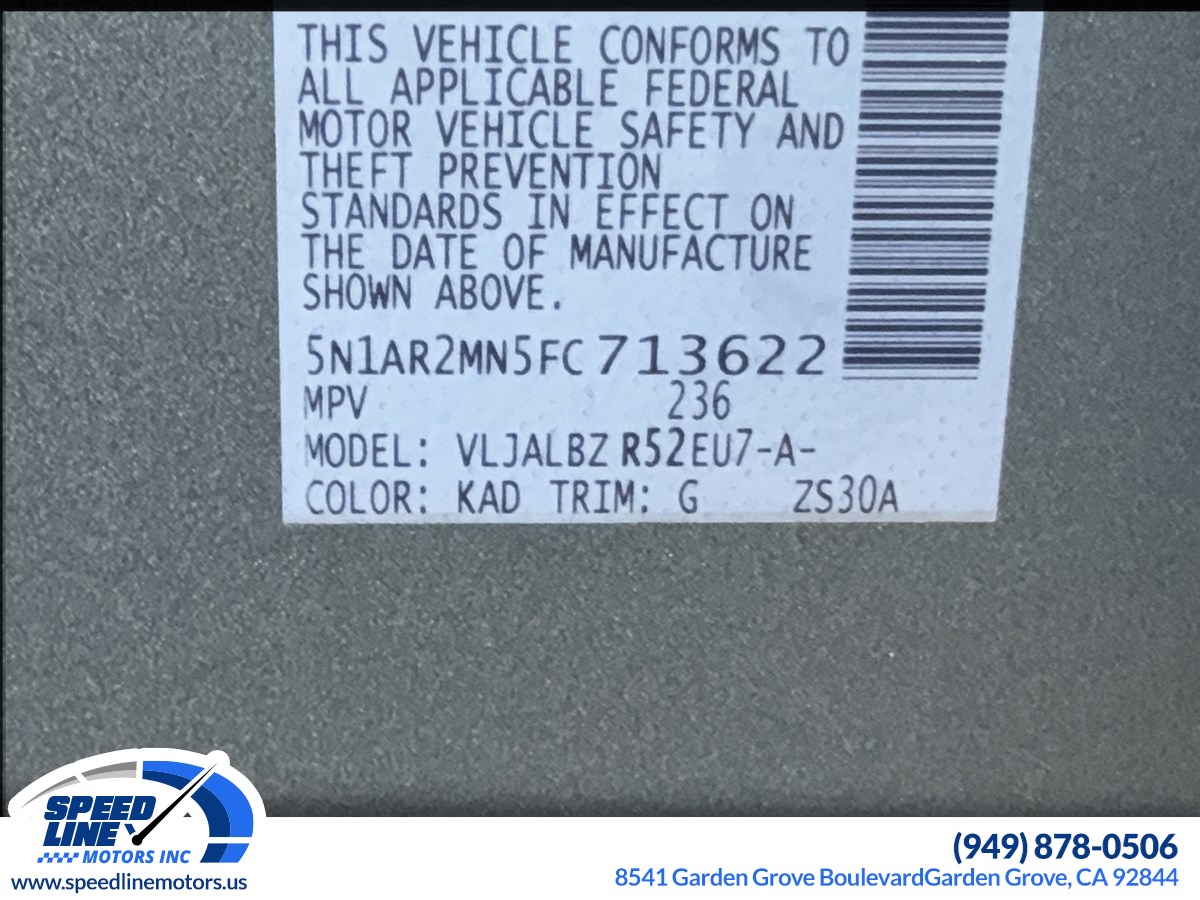 THIS VEHICLE CONFORMS TO
ALL APPLICABLE FEDERAL
MOTOR VEHICLE SAFETY AND
THEFT PREVENTION
STANDARDS IN EFFECT ON
THE DATE OF MANUFACTURE
SHOWN ABOVE.
5N1AR2MN5FC713622
MPV 236
MODEL: VLJALBZ R52EU7-A-
COLOR: KAD TRIM: G ZS30A
SPEED
LINE
MOTORS INC
www.speedlinemotors.us
(949) 878-0506
8541 Garden Grove BoulevardGarden Grove, CA 92844